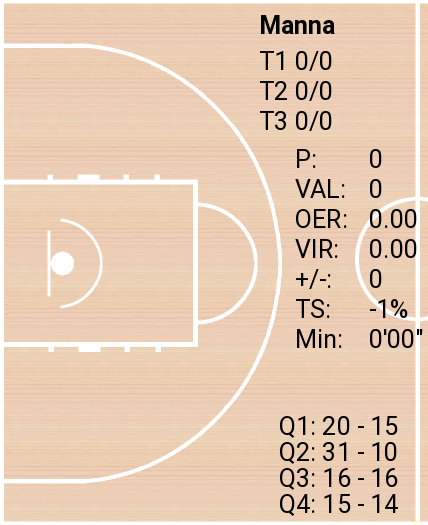 Manna
T1 0/0
T2 0/0
T3 0/0
P: 0
VAL: 0
OER: 0.00
VIR: 0.00
+/-: 0
TS: -1%
Min: 0'00"
Q1: 20 - 15
Q2: 31 - 10
Q3: 16 - 16
Q4: 15 - 14